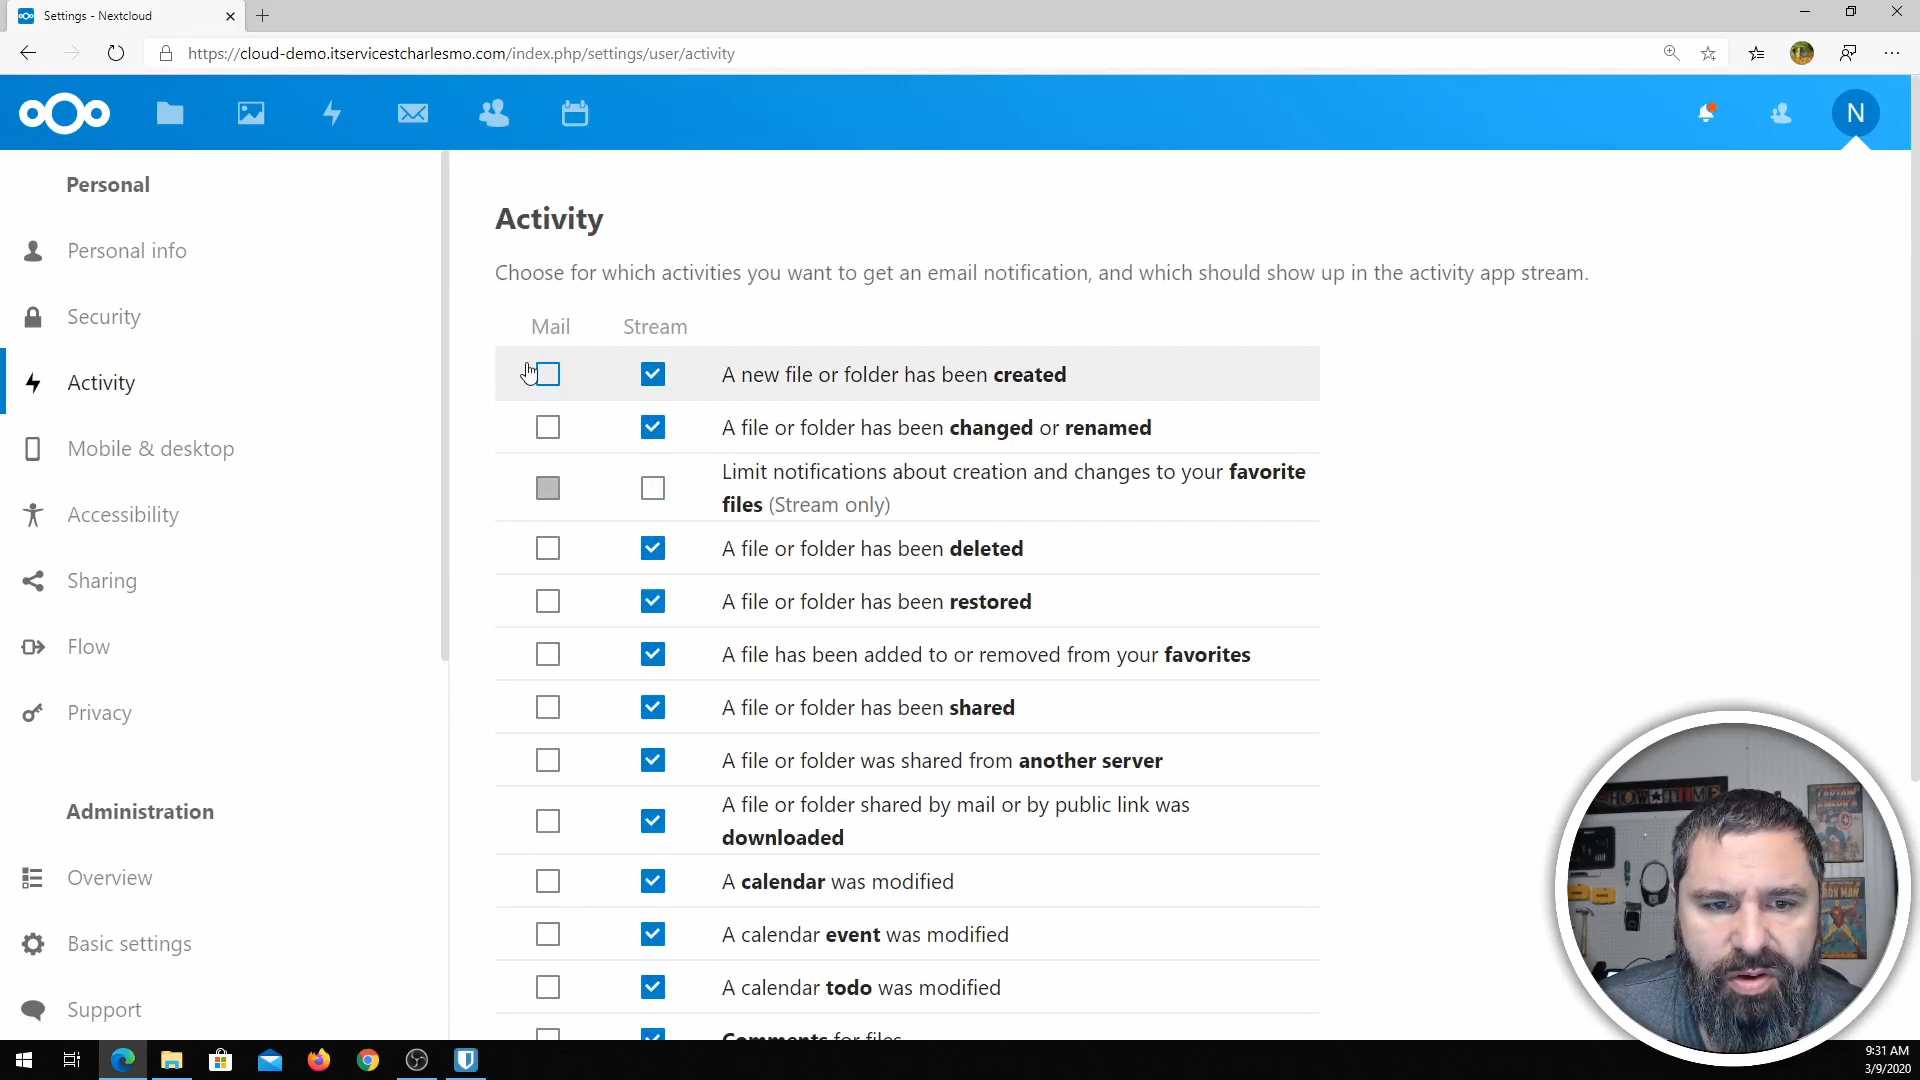 Settings - Nextcloud
https://cloud-demo.itservicestcharlesmo.com/index.php/settings/user/activity
N
Personal
Personal info
Security
Activity
Mobile & desktop
Accessibility
Sharing
Flow
Privacy
Administration
Overview
Basic settings
Support
Activity
Choose for which activities you want to get an email notification, and which should show up in the activity app stream.
Mail Stream
A new file or folder has been created
A file or folder has been changed or renamed
Limit notifications about creation and changes to your favorite
files (Stream only)
A file or folder has been deleted
A file or folder has been restored
A file has been added to or removed from your favorites
A file or folder has been shared
A file or folder was shared from another server
A file or folder shared by mail or by public link was
downloaded
A calendar was modified
A calendar event was modified
A calendar todo was modified
Comments for files
9:31 AM
3/9/2020